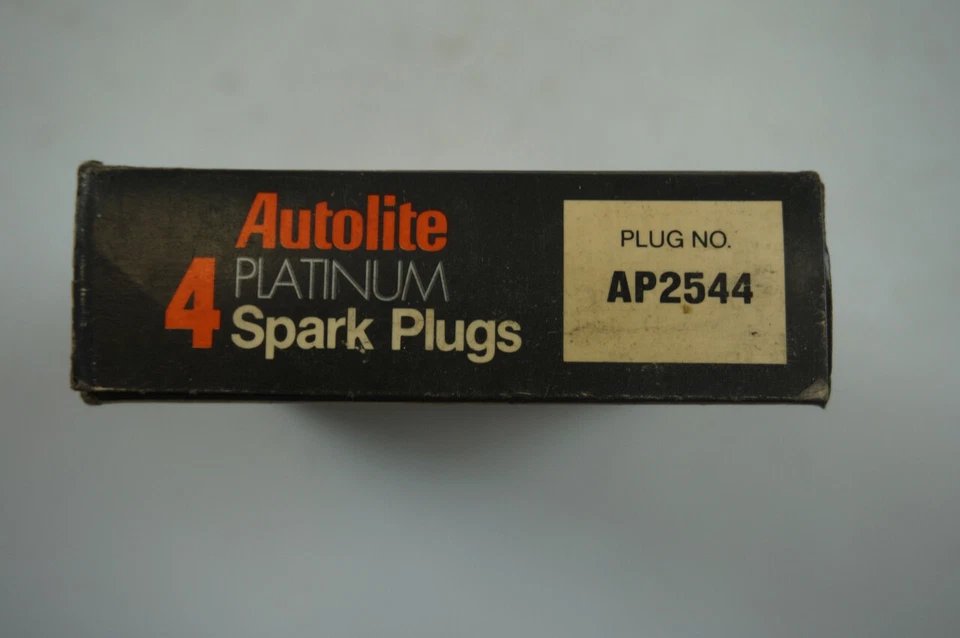 Autolite
4 PLATINUM
Spark Plugs
PLUG NO.
AP2544